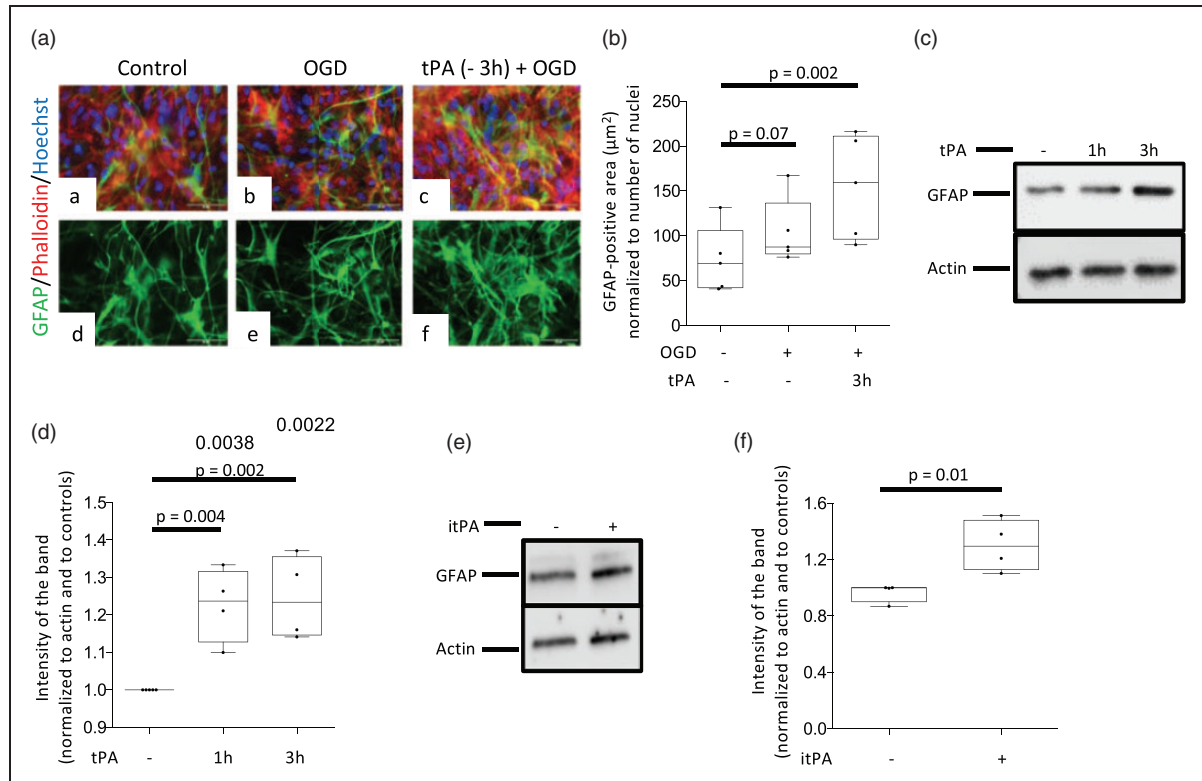 (a)
Control
OGD
tPA (- 3h) + OGD
GFAP/Phalloidin/Hoechst
a
b
c
d
e
f
(b)
p = 0.002
p = 0.07
GFAP-positive area (µm²)
normalized to number of nuclei
250
200
150
100
50
0
OGD - + +
tPA - - 3h
(c)
tPA - 1h 3h
GFAP
Actin
(d)
0.0038
0.0022
p = 0.002
p = 0.004
Intensity of the band
(normalized to actin and to controls)
1.5
1.4
1.3
1.2
1.1
1.0
0.9
tPA - 1h 3h
(e)
itPA - +
GFAP
Actin
(f)
p = 0.01
Intensity of the band
(normalized to actin and to controls)
1.6
1.2
0.8
0.4
0.0
itPA - +